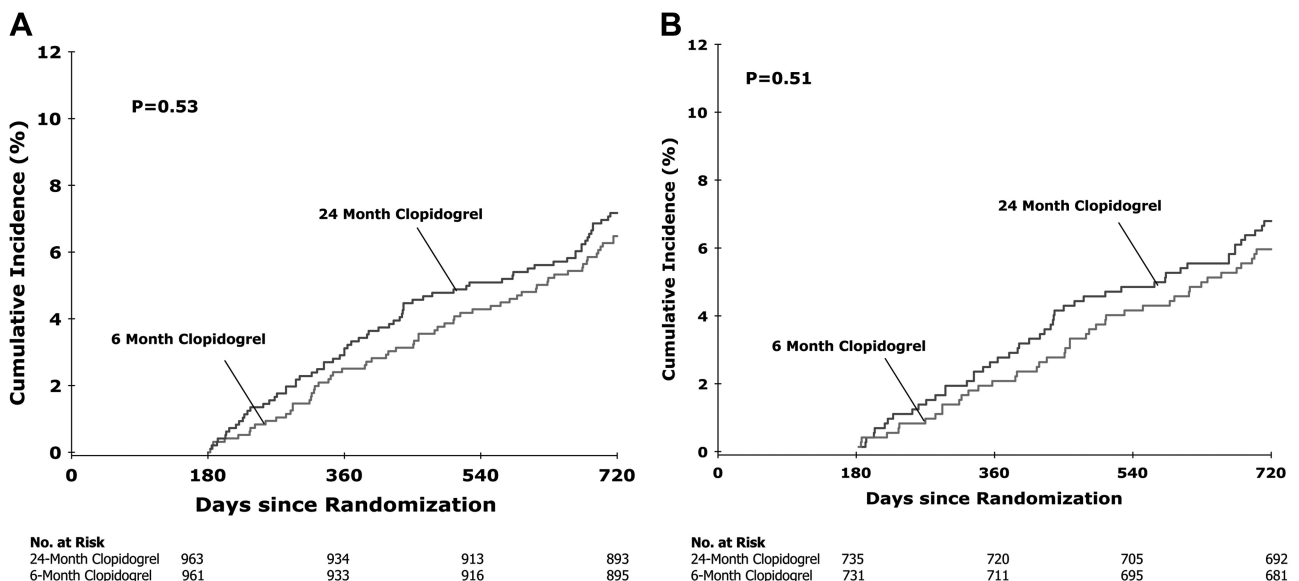 A
Cumulative Incidence (%)
12
10
8
6
4
2
0
P=0.53
24 Month Clopidogrel
6 Month Clopidogrel
0 180 360 540 720
Days since Randomization
No. at Risk
24-Month Clopidogrel 963 934 913 893
6-Month Clopidogrel 961 933 916 895
B
Cumulative Incidence (%)
12
10
8
6
4
2
0
P=0.51
24 Month Clopidogrel
6 Month Clopidogrel
0 180 360 540 720
Days since Randomization
No. at Risk
24-Month Clopidogrel 735 720 705 692
6-Month Clopidogrel 731 711 695 681